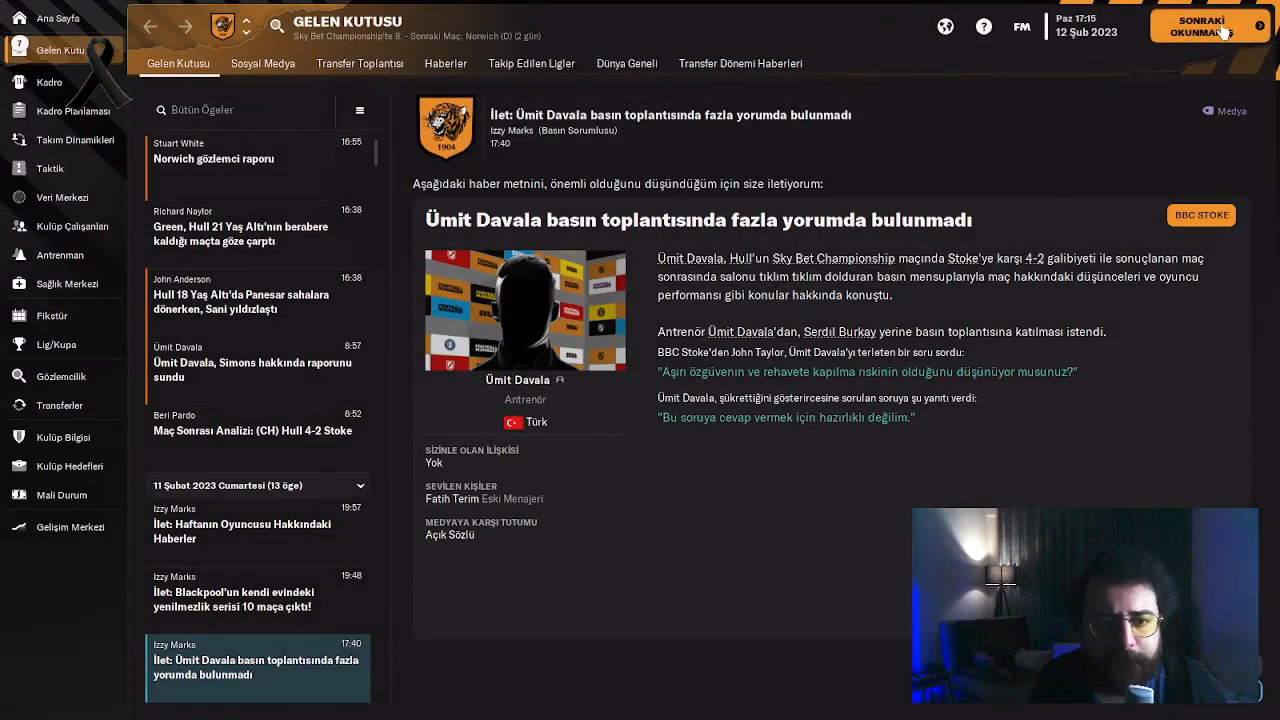 Ana Sayfa
7
Gelen Kutusu
Kadro
Kadro Planlaması
Takım Dinamikleri
Taktik
Veri Merkezi
Kulüp Çalışanları
Antrenman
Sağlık Merkezi
Fikstür
Lig/Kupa
Gözlemcilik
Transferler
Kulüp Bilgisi
Kulüp Hedefleri
Mali Durum
Gelişim Merkezi
GELEN KUTUSU
Sky Bet Championship'te 8. - Sonraki Maç: Norwich (D) (2 gün)
FM
Paz 17:15
12 Şub 2023
SONRAKİ
Gelen Kutusu
Sosyal Medya
Transfer Toplantısı
Haberler
Takip Edilen Ligler
Dünya Geneli
Transfer Dönemi Haberleri
Bütün Ögeler
Stuart White 16:55
Norwich gözlemci raporu
Richard Naylor 16:38
Green, Hull 21 Yaş Altı'nın berabere
kaldığı maçta göze çarptı
John Anderson 16:38
Hull 18 Yaş Altı'da Panesar sahalara
dönerken, Sani yıldızlaştı
Ümit Davala 8:57
Ümit Davala, Simons hakkında raporunu
sundu
Beri Pardo 8:52
Maç Sonrası Analizi: (CH) Hull 4-2 Stoke
11 Şubat 2023 Cumartesi (13 öge)
Izzy Marks 19:57
İlet: Haftanın Oyuncusu Hakkındaki
Haberler
Izzy Marks 19:48
İlet: Blackpool'un kendi evindeki
yenilmezlik serisi 10 maça çıktı!
Izzy Marks 17:40
İlet: Ümit Davala basın toplantısında fazla
yorumda bulunmadı
1904
İlet: Ümit Davala basın toplantısında fazla yorumda bulunmadı
Izzy Marks (Basın Sorumlusu)
17:40
Medya
Aşağıdaki haber metnini, önemli olduğunu düşündüğüm için size iletiyorum:
Ümit Davala basın toplantısında fazla yorumda bulunmadı
BBC STOKE
Ümit Davala
Antrenör
Türk
SİZİNLE OLAN İLİŞKİSİ
Yok
SEVİLEN KİŞİLER
Fatih Terim Eski Menajeri
MEDYAYA KARŞI TUTUMU
Açık Sözlü
Ümit Davala, Hull'un Sky Bet Championship maçında Stoke'ye karşı 4-2 galibiyeti ile sonuçlanan maç
sonrasında salonu tıklım tıklım dolduran basın mensuplarıyla maç hakkındaki düşünceleri ve oyuncu
performansı gibi konular hakkında konuştu.
Antrenör Ümit Davala'dan, Serdıl Burkay yerine basın toplantısına katılması istendi.
BBC Stoke'den John Taylor, Ümit Davala'yı terleten bir soru sordu:
"Aşırı özgüvenin ve rehavete kapılma riskinin olduğunu düşünüyor musunuz?"
Ümit Davala, şükrettiğini göstericesine sorulan soruya şu yanıtı verdi:
"Bu soruya cevap vermek için hazırlıklı değilim."